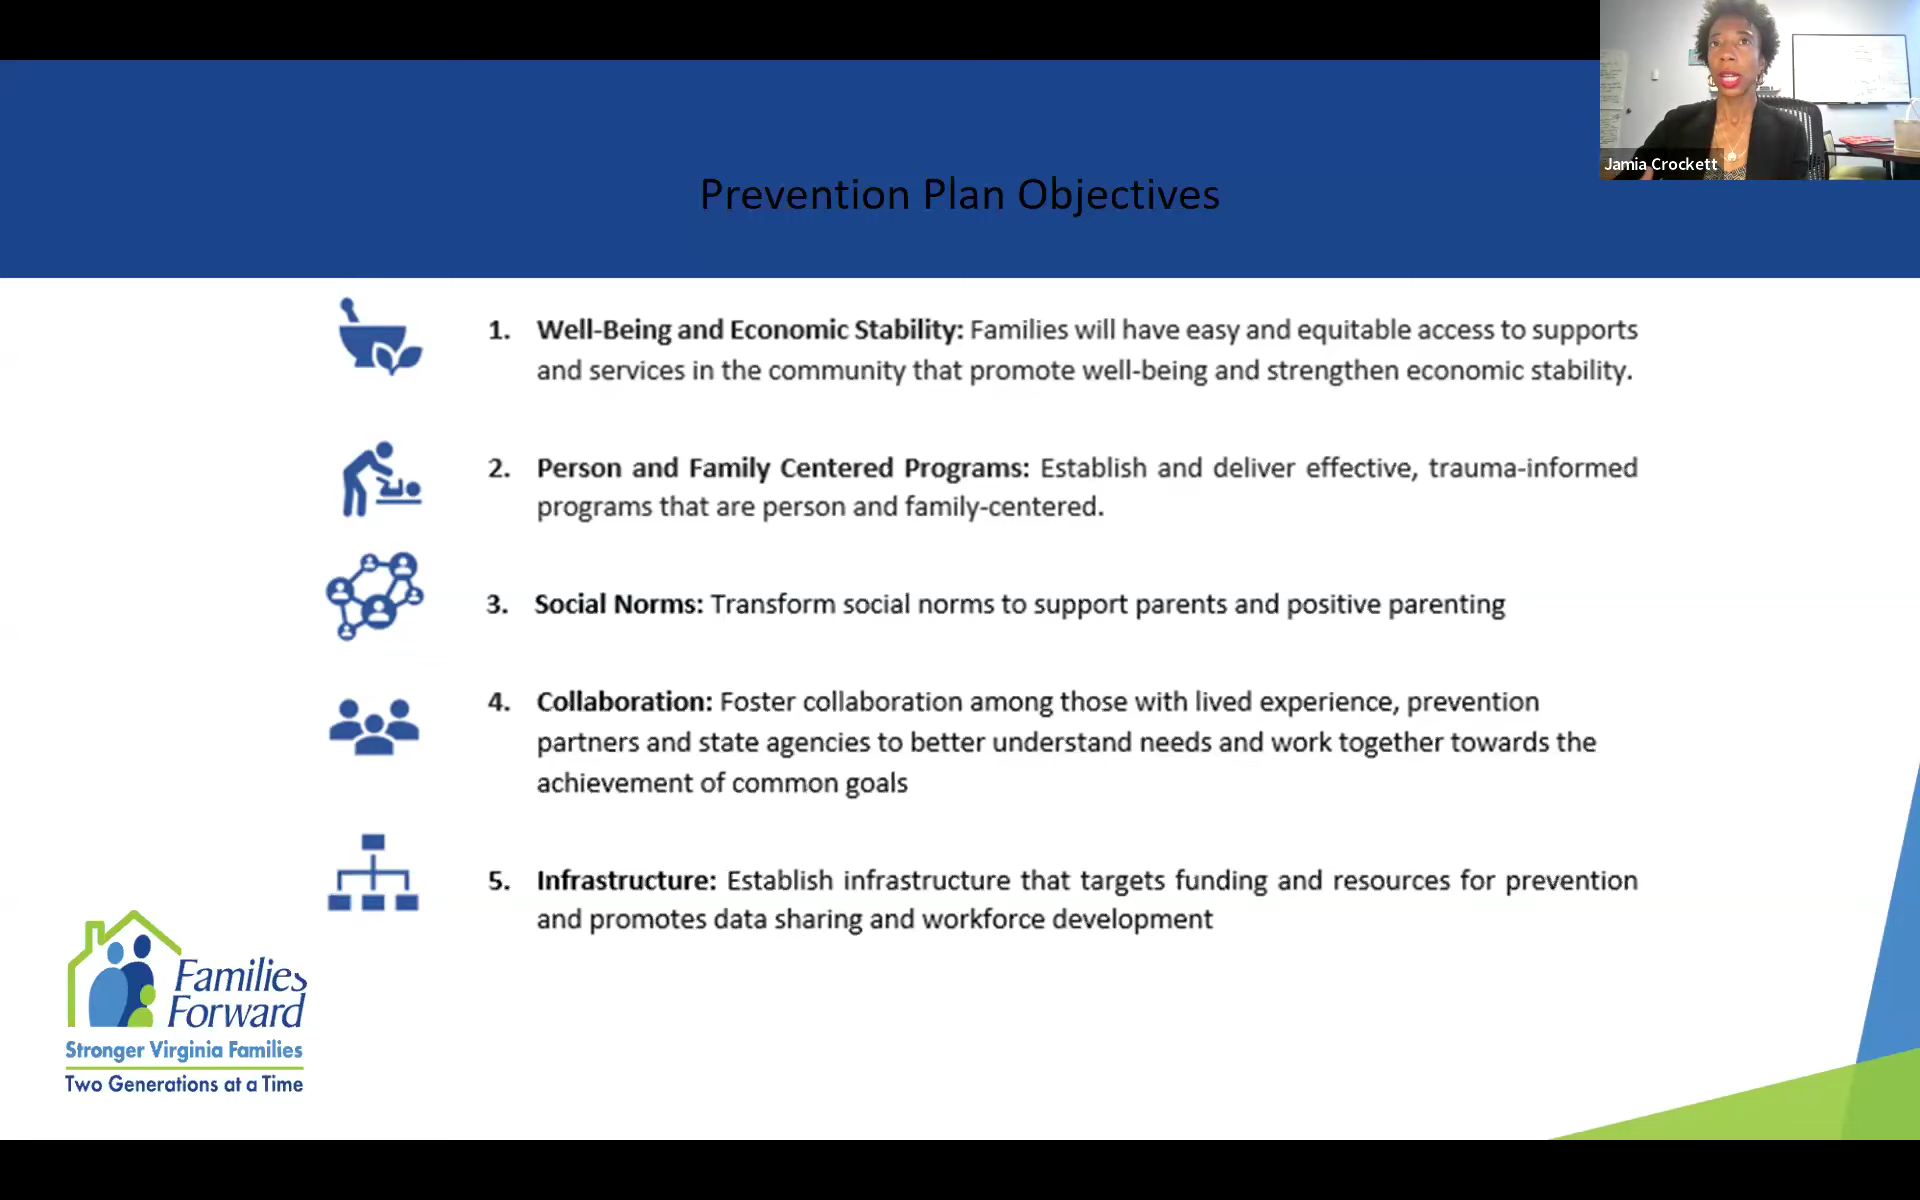 Jamia Crockett
Prevention Plan Objectives
1. Well-Being and Economic Stability: Families will have easy and equitable access to supports
and services in the community that promote well-being and strengthen economic stability.
2. Person and Family Centered Programs: Establish and deliver effective, trauma-informed
programs that are person and family-centered.
3. Social Norms: Transform social norms to support parents and positive parenting
4. Collaboration: Foster collaboration among those with lived experience, prevention
partners and state agencies to better understand needs and work together towards the
achievement of common goals
5. Infrastructure: Establish infrastructure that targets funding and resources for prevention
and promotes data sharing and workforce development
Families
Forward
Stronger Virginia Families
Two Generations at a Time